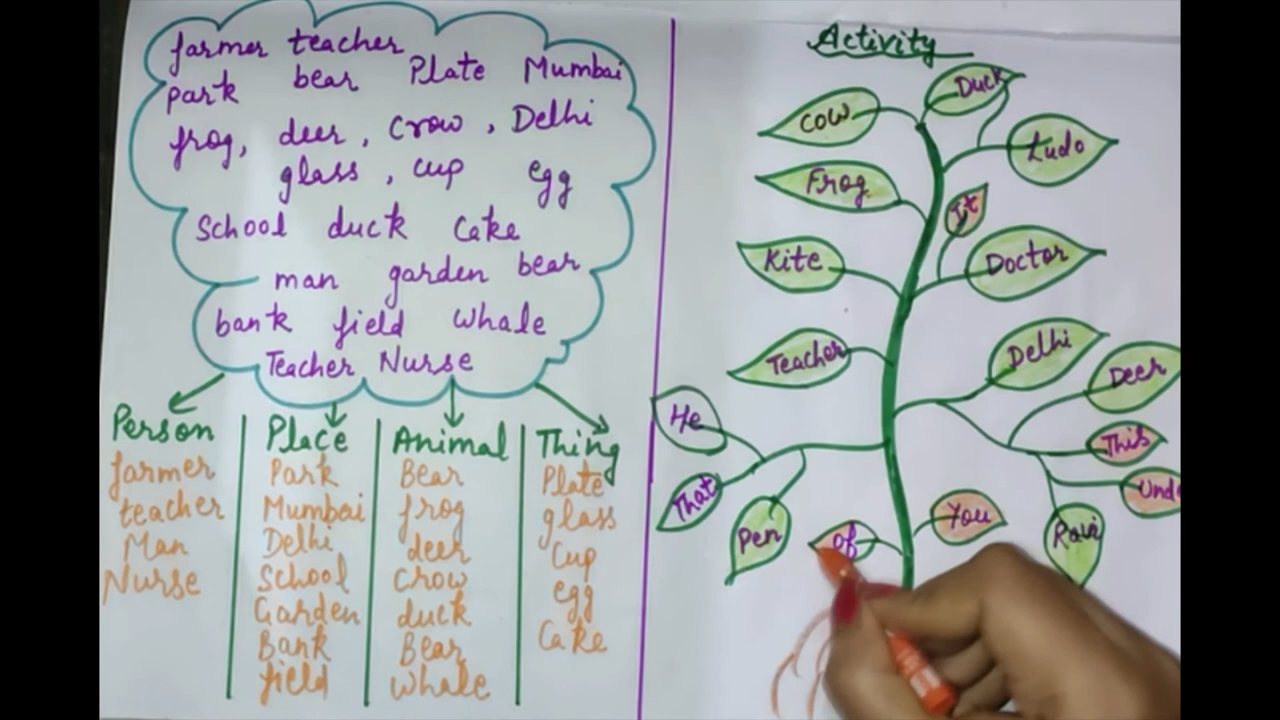 farmer teacher
Park bear Plate Mumbai
frog, deer, Crow, Delhi
glass, cup egg
School duck Cake
man garden bear
bank field whale
Teacher Nurse
Person Place Animal Thing
farmer Park Bear Plate
teacher Mumbai frog glass
Man Delhi deer Cup
Nurse School Crow egg
Garden duck Cake
Bank Bear
field Whale
Activity
Duck
Cow
Ludo
Frog
It
Kite
Doctor
Teacher
Delhi
Deer
He
This
That
Und
Pen
of
You
Ravi